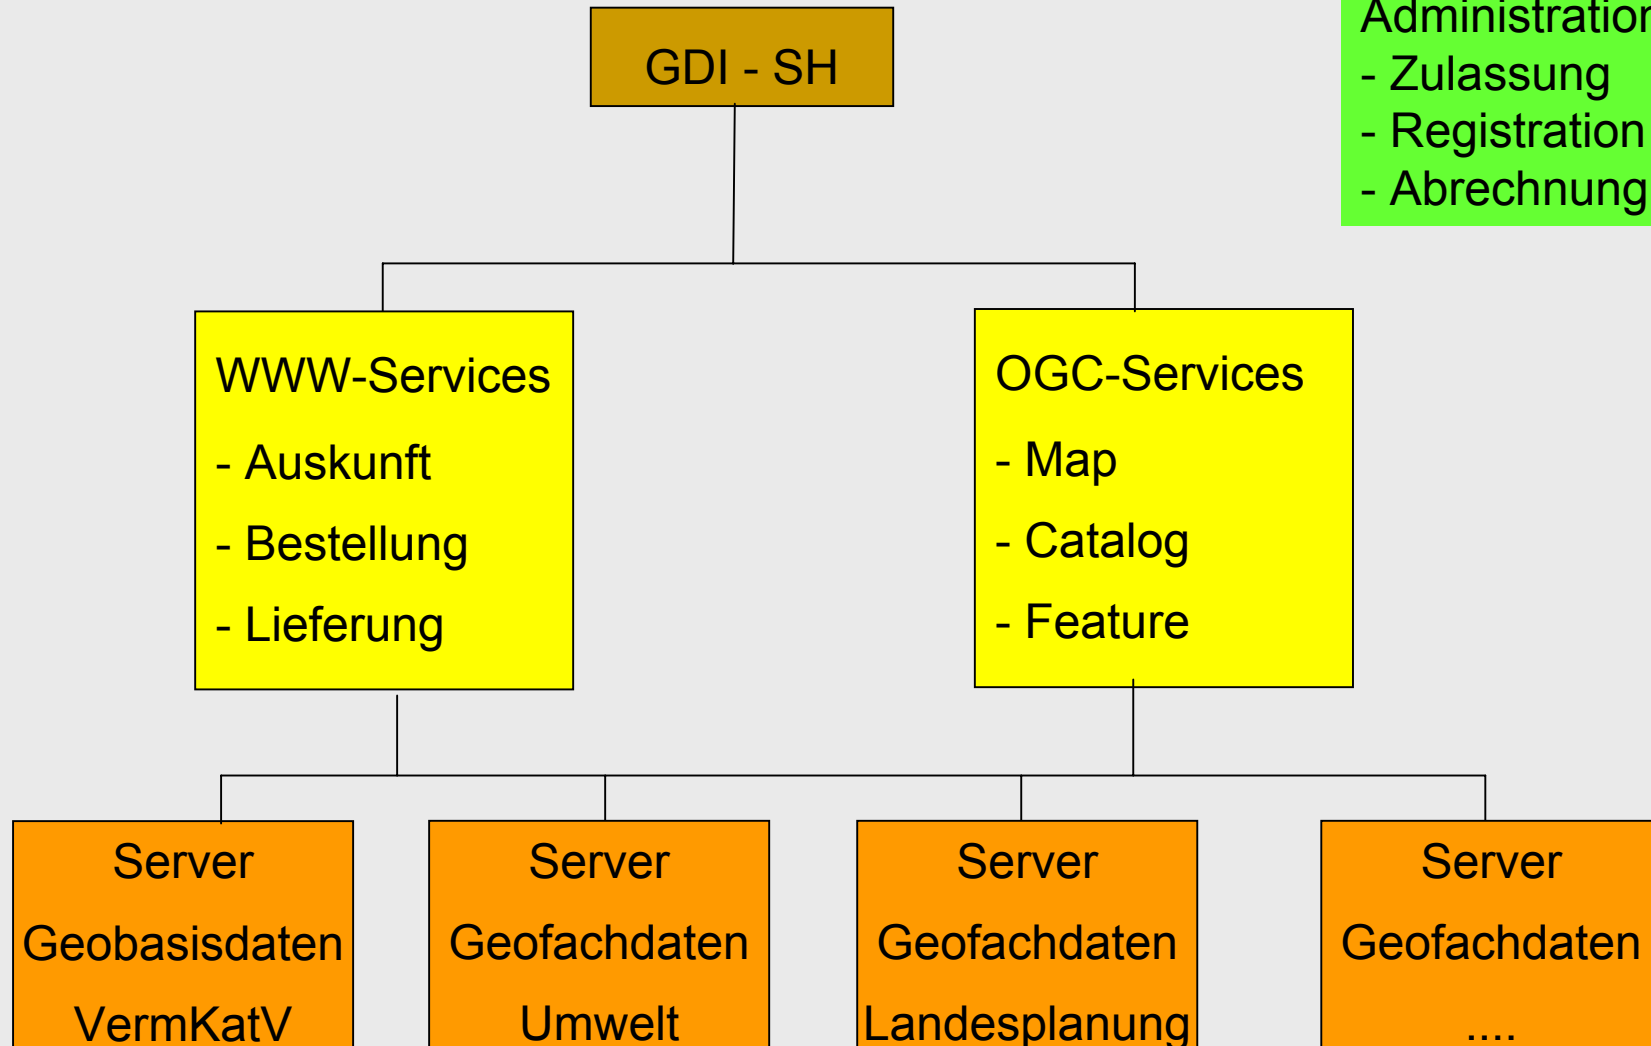 GDI - SH
Administration
- Zulassung
- Registration
- Abrechnung
WWW-Services
- Auskunft
- Bestellung
- Lieferung
OGC-Services
- Map
- Catalog
- Feature
Server
Geobasisdaten
VermKatV
Server
Geofachdaten
Umwelt
Server
Geofachdaten
Landesplanung
Server
Geofachdaten
....